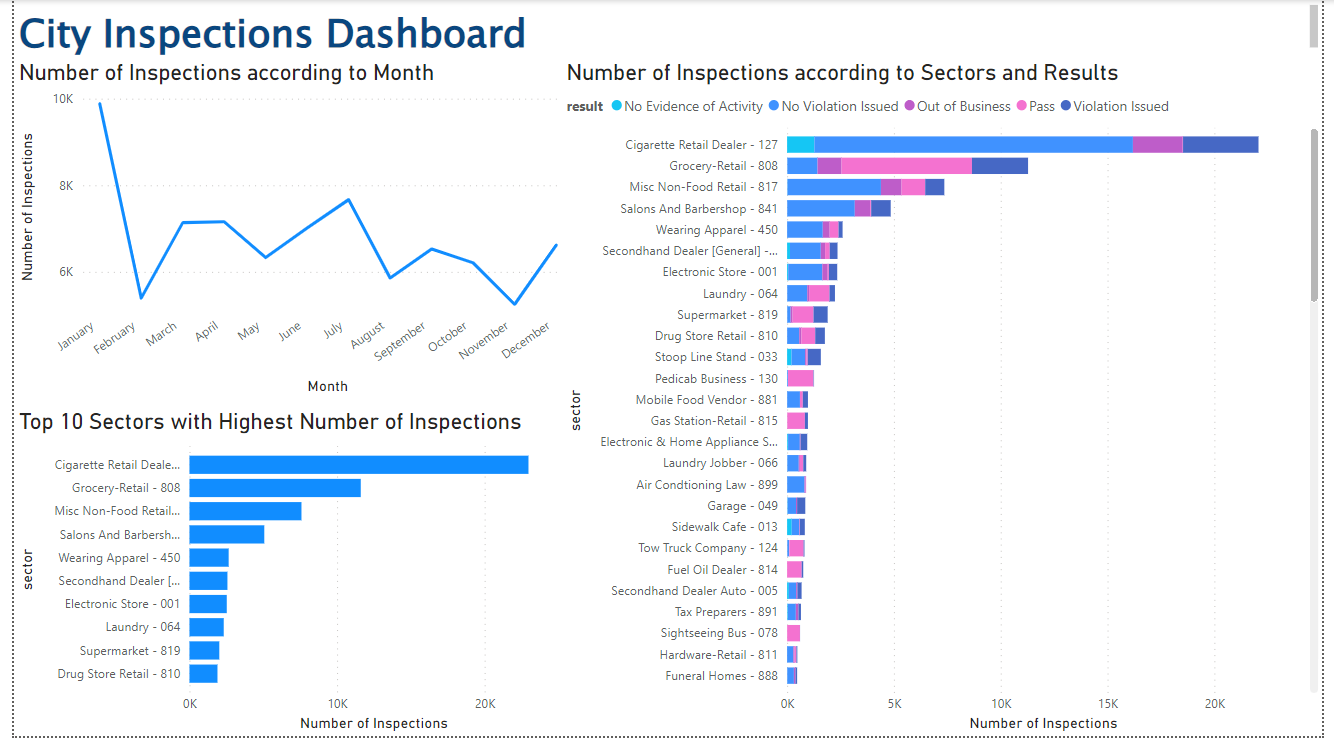 City Inspections Dashboard
Number of Inspections according to Month
10K
8K
6K
Number of Inspections
January
February
March
April
May
June
July
August
September
October
November
December
Month
Top 10 Sectors with Highest Number of Inspections
Cigarette Retail Deale...
Grocery-Retail - 808
Misc Non-Food Retail...
Salons And Barbersh...
Wearing Apparel - 450
Secondhand Dealer [...
Electronic Store - 001
Laundry - 064
Supermarket - 819
Drug Store Retail - 810
sector
0K 10K 20K
Number of Inspections
Number of Inspections according to Sectors and Results
result No Evidence of Activity No Violation Issued Out of Business Pass Violation Issued
Cigarette Retail Dealer - 127
Grocery-Retail - 808
Misc Non-Food Retail - 817
Salons And Barbershop - 841
Wearing Apparel - 450
Secondhand Dealer [General] -...
Electronic Store - 001
Laundry - 064
Supermarket - 819
Drug Store Retail - 810
Stoop Line Stand - 033
Pedicab Business - 130
Mobile Food Vendor - 881
Gas Station-Retail - 815
Electronic & Home Appliance S...
Laundry Jobber - 066
Air Condtioning Law - 899
Garage - 049
Sidewalk Cafe - 013
Tow Truck Company - 124
Fuel Oil Dealer - 814
Secondhand Dealer Auto - 005
Tax Preparers - 891
Sightseeing Bus - 078
Hardware-Retail - 811
Funeral Homes - 888
sector
0K 5K 10K 15K 20K
Number of Inspections